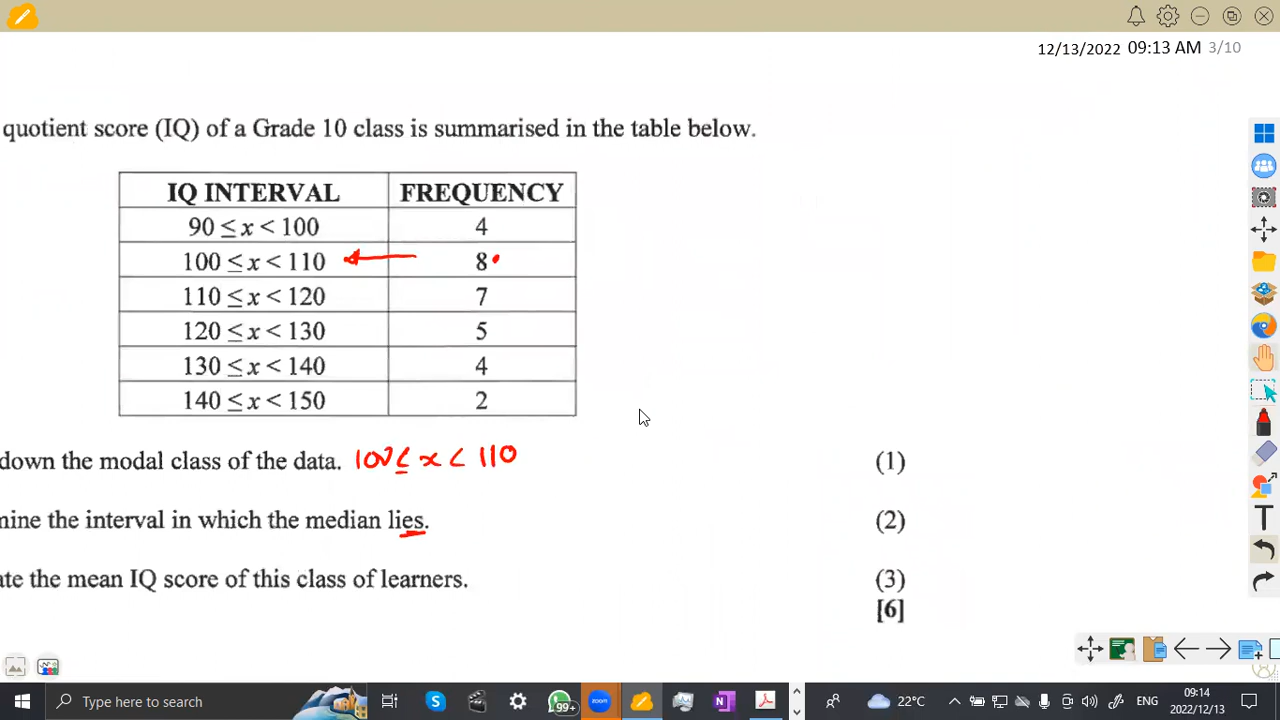 12/13/2022 09:13 AM 3/10
quotient score (IQ) of a Grade 10 class is summarised in the table below.
IQ INTERVAL FREQUENCY
90 ≤ x < 100 4
100 ≤ x < 110 8
110 ≤ x < 120 7
120 ≤ x < 130 5
130 ≤ x < 140 4
140 ≤ x < 150 2
down the modal class of the data. 100 ≤ x < 110 (1)
mine the interval in which the median lies. (2)
ate the mean IQ score of this class of learners. (3)
[6]
T
Type here to search
99+
zoom
N
22°C
ENG
09:14
2022/12/13